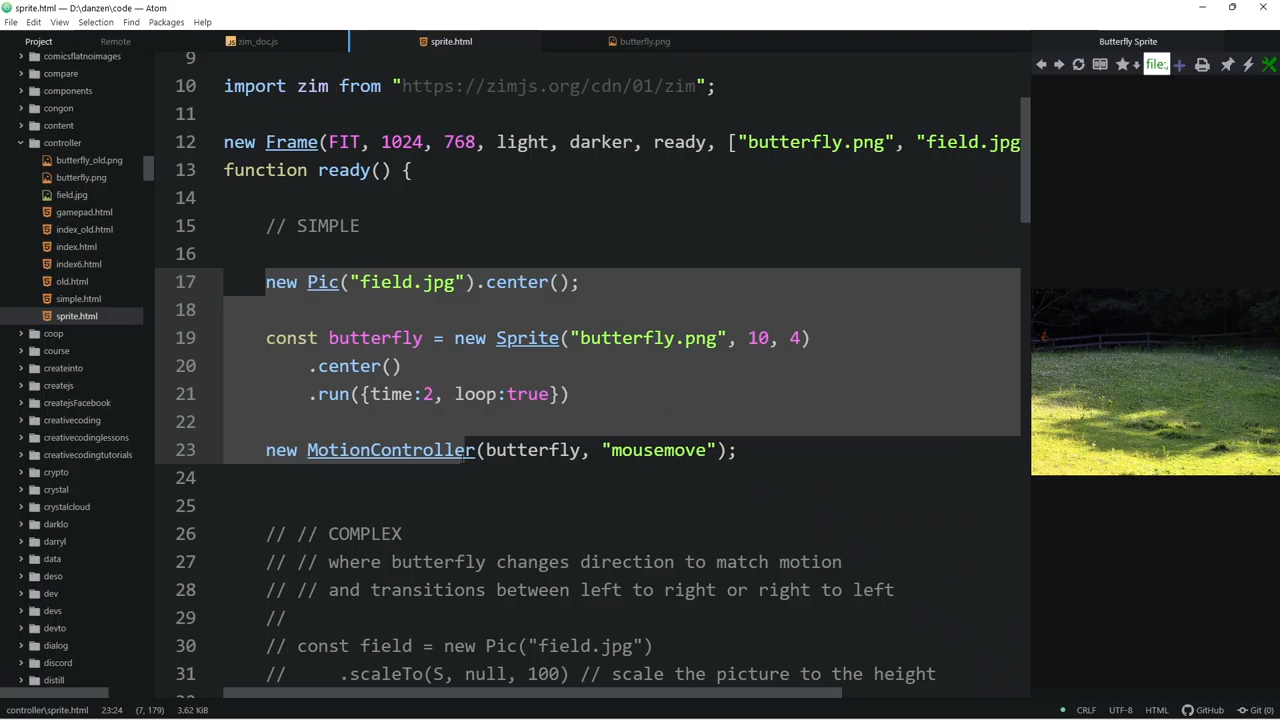 sprite.html — D:\danzen\code — Atom
File Edit View Selection Find Packages Help
Project Remote zim_doc.js sprite.html butterfly.png Butterfly Sprite
comicsflatnoimages
compare
components
congon
content
controller
butterfly_old.png
butterfly.png
field.jpg
gamepad.html
index_old.html
index.html
index6.html
old.html
simple.html
sprite.html
coop
course
createinto
createjs
createjsFacebook
creativecoding
creativecodinglessons
creativecodingtutorials
crypto
crystal
crystalcloud
darklo
darryl
data
deso
dev
devs
devto
dialog
discord
distill
9
10 import zim from "https://zimjs.org/cdn/01/zim";
11
12 new Frame(FIT, 1024, 768, light, darker, ready, ["butterfly.png", "field.jpg
13 function ready() {
14
15 // SIMPLE
16
17 new Pic("field.jpg").center();
18
19 const butterfly = new Sprite("butterfly.png", 10, 4)
20 .center()
21 .run({time:2, loop:true})
22
23 new MotionController(butterfly, "mousemove");
24
25
26 // // COMPLEX
27 // // where butterfly changes direction to match motion
28 // // and transitions between left to right or right to left
29 //
30 // const field = new Pic("field.jpg")
31 // .scaleTo(S, null, 100) // scale the picture to the height
file:,
controller\sprite.html 23:24 (7, 179) 3.62 KiB CRLF UTF-8 HTML GitHub Git (0)